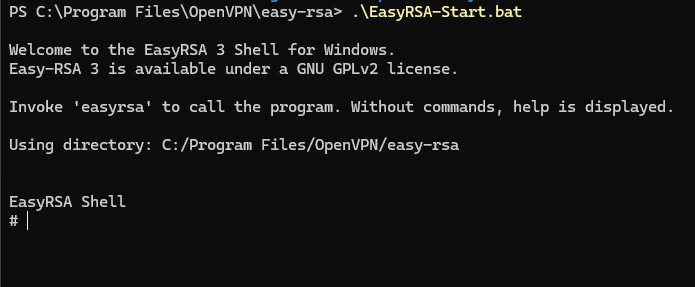 PS C:\Program Files\OpenVPN\easy-rsa> .\EasyRSA-Start.bat
Welcome to the EasyRSA 3 Shell for Windows.
Easy-RSA 3 is available under a GNU GPLv2 license.
Invoke 'easyrsa' to call the program. Without commands, help is displayed.
Using directory: C:/Program Files/OpenVPN/easy-rsa
EasyRSA Shell
#